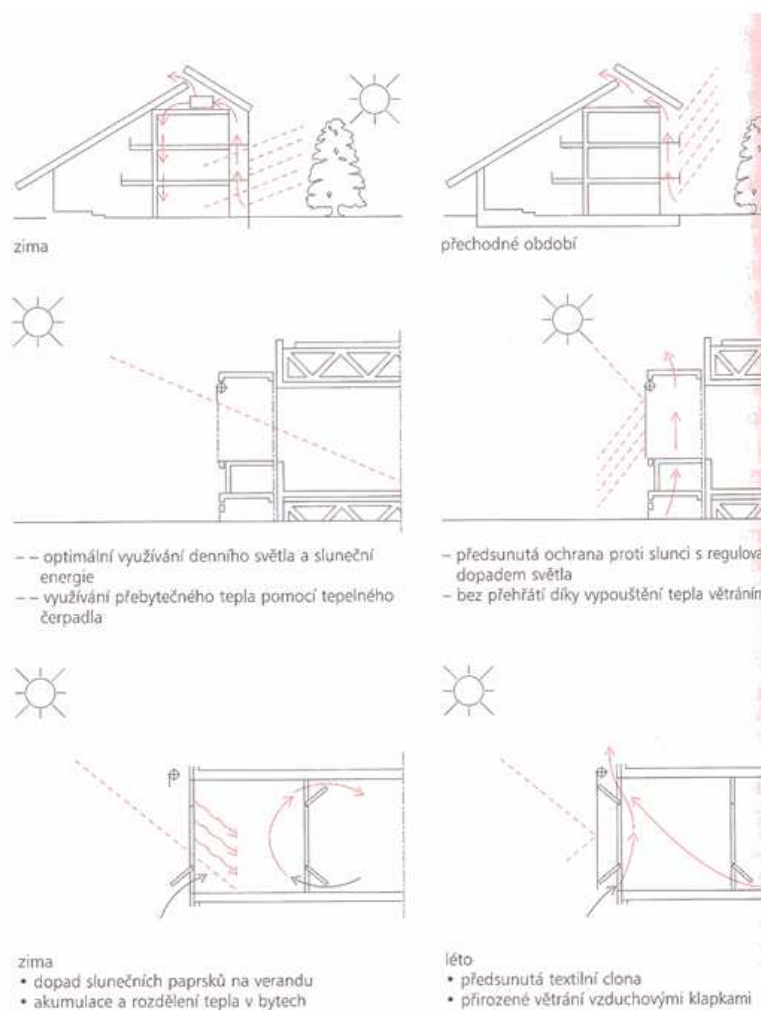 zima
přechodné období
-- optimální využívání denního světla a sluneční
energie
-- využívání přebytečného tepla pomocí tepelného
čerpadla
– předsunutá ochrana proti slunci s
dopadem světla
– bez přehřátí díky vypouštění tepla
zima
• dopad slunečních paprsků na verandu
• akumulace a rozdělení tepla v bytech
léto
• předsunutá textilní clona
• přirozené větrání vzduchovými klapkami